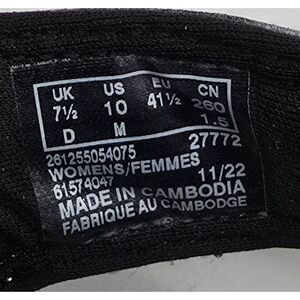 UK US EU CN
7½ 10 41½ 260
D M 1.5
27772
261255054075
WOMENS/FEMMES
61574047 11/22
MADE IN CAMBODIA
FABRIQUE AU CAMBODGE